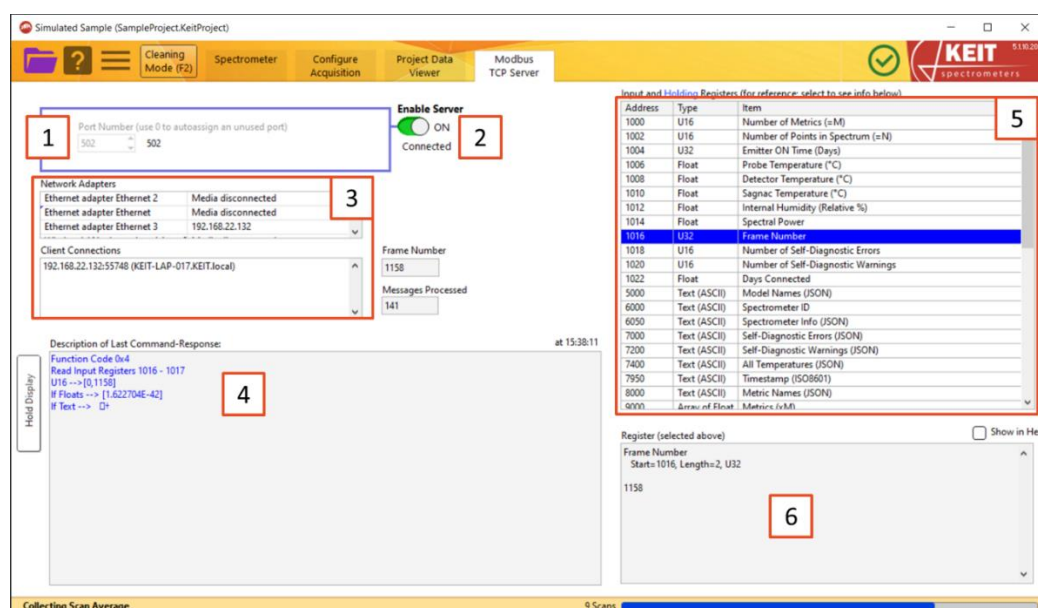 Simulated Sample (SampleProject.KeitProject)
Cleaning
Mode (F2)
Spectrometer
Configure
Acquisition
Project Data
Viewer
Modbus
TCP Server
KEIT
spectrometers
Port Number (use 0 to autoassign an unused port)
502
502
1
Enable Server
ON
Connected
2
Network Adapters
Ethernet adapter Ethernet 2 Media disconnected
Ethernet adapter Ethernet Media disconnected
Ethernet adapter Ethernet 3 192.168.22.132
3
Client Connections
192.168.22.132:55748 (KEIT-LAP-017.KEIT.local)
Frame Number
1158
Messages Processed
141
Description of Last Command-Response:
at 15:38:11
Hold Display
Function Code 0x4
Read Input Registers 1016 - 1017
U16 -->[0,1158]
If Floats --> [1.622704E-42]
If Text -->
4
Input and Holding Registers (for reference: select to see info below)
Address Type Item
5
1000 U16 Number of Metrics (=M)
1002 U16 Number of Points in Spectrum (=N)
1004 U32 Emitter ON Time (Days)
1006 Float Probe Temperature (°C)
1008 Float Detector Temperature (°C)
1010 Float Sagnac Temperature (°C)
1012 Float Internal Humidity (Relative %)
1014 Float Spectral Power
1016 U32 Frame Number
1018 U16 Number of Self-Diagnostic Errors
1020 U16 Number of Self-Diagnostic Warnings
1022 Float Days Connected
5000 Text (ASCII) Model Names (JSON)
6000 Text (ASCII) Spectrometer ID
6050 Text (ASCII) Spectrometer Info (JSON)
7000 Text (ASCII) Self-Diagnostic Errors (JSON)
7200 Text (ASCII) Self-Diagnostic Warnings (JSON)
7400 Text (ASCII) All Temperatures (JSON)
7950 Text (ASCII) Timestamp (ISO8601)
8000 Text (ASCII) Metric Names (JSON)
9000 Array of Float Metrics (xM)
Register (selected above)
Show in He
Frame Number
Start=1016, Length=2, U32
1158
6
Collecting Scan Average
9 Scans